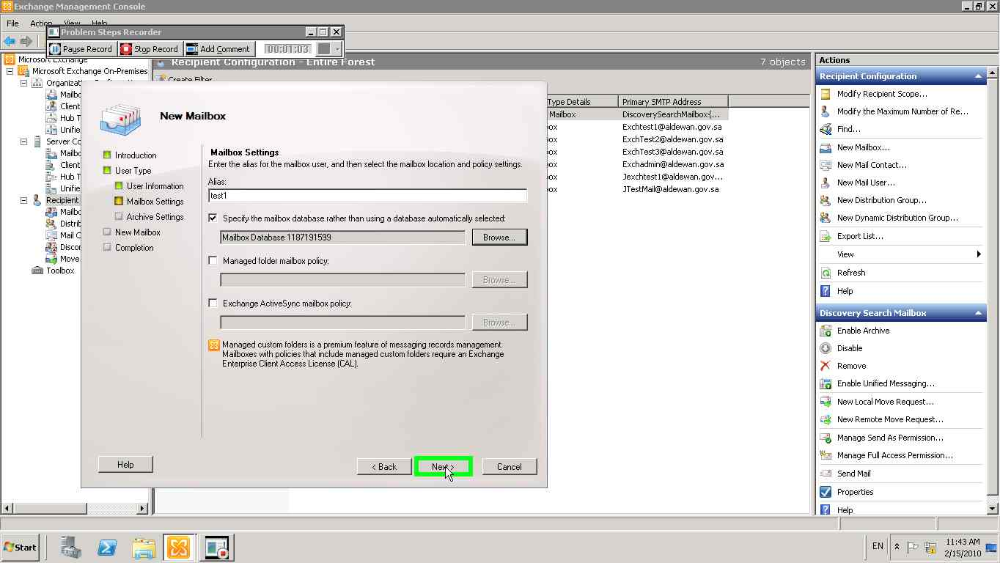 Exchange Management Console
File Action View Help
Problem Steps Recorder
Pause Record Stop Record Add Comment 00:01:03
Microsoft Exchange
Microsoft Exchange On-Premises
Mailbo
Client
Hub T
Unifie
Server Co
Mailbo
Client
Hub T
Unifie
Recipient
Mailbo
Distrib
Mail C
Discon
Move
Toolbox
Recipient Configuration - Entire Forest 7 objects
Create Filter
Type Details Primary SMTP Address
Mailbox DiscoverySearchMailbox{...
ox Exchtest1@aldewan.gov.sa
ox ExchTest2@aldewan.gov.sa
ox ExchTest3@aldewan.gov.sa
ox Exchadmin@aldewan.gov.sa
ox Jexchtest1@aldewan.gov...
ox JTestMail@aldewan.gov.sa
New Mailbox
Introduction
User Type
User Information
Mailbox Settings
Archive Settings
New Mailbox
Completion
Mailbox Settings
Enter the alias for the mailbox user, and then select the mailbox location and policy settings.
Alias:
test1
Specify the mailbox database rather than using a database automatically selected:
Mailbox Database 1187191599 Browse...
Managed folder mailbox policy:
Browse...
Exchange ActiveSync mailbox policy:
Browse...
Managed custom folders is a premium feature of messaging records management.
Mailboxes with policies that include managed custom folders require an Exchange
Enterprise Client Access License (CAL).
Help < Back Next > Cancel
Actions
Recipient Configuration
Modify Recipient Scope...
Modify the Maximum Number of Re...
Find...
New Mailbox...
New Mail Contact...
New Mail User...
New Distribution Group...
New Dynamic Distribution Group...
Export List...
View
Refresh
Help
Discovery Search Mailbox
Enable Archive
Disable
Remove
Enable Unified Messaging...
New Local Move Request...
New Remote Move Request...
Manage Send As Permission...
Manage Full Access Permission...
Send Mail
Properties
Help
Start EN 11:43 AM
2/15/2010